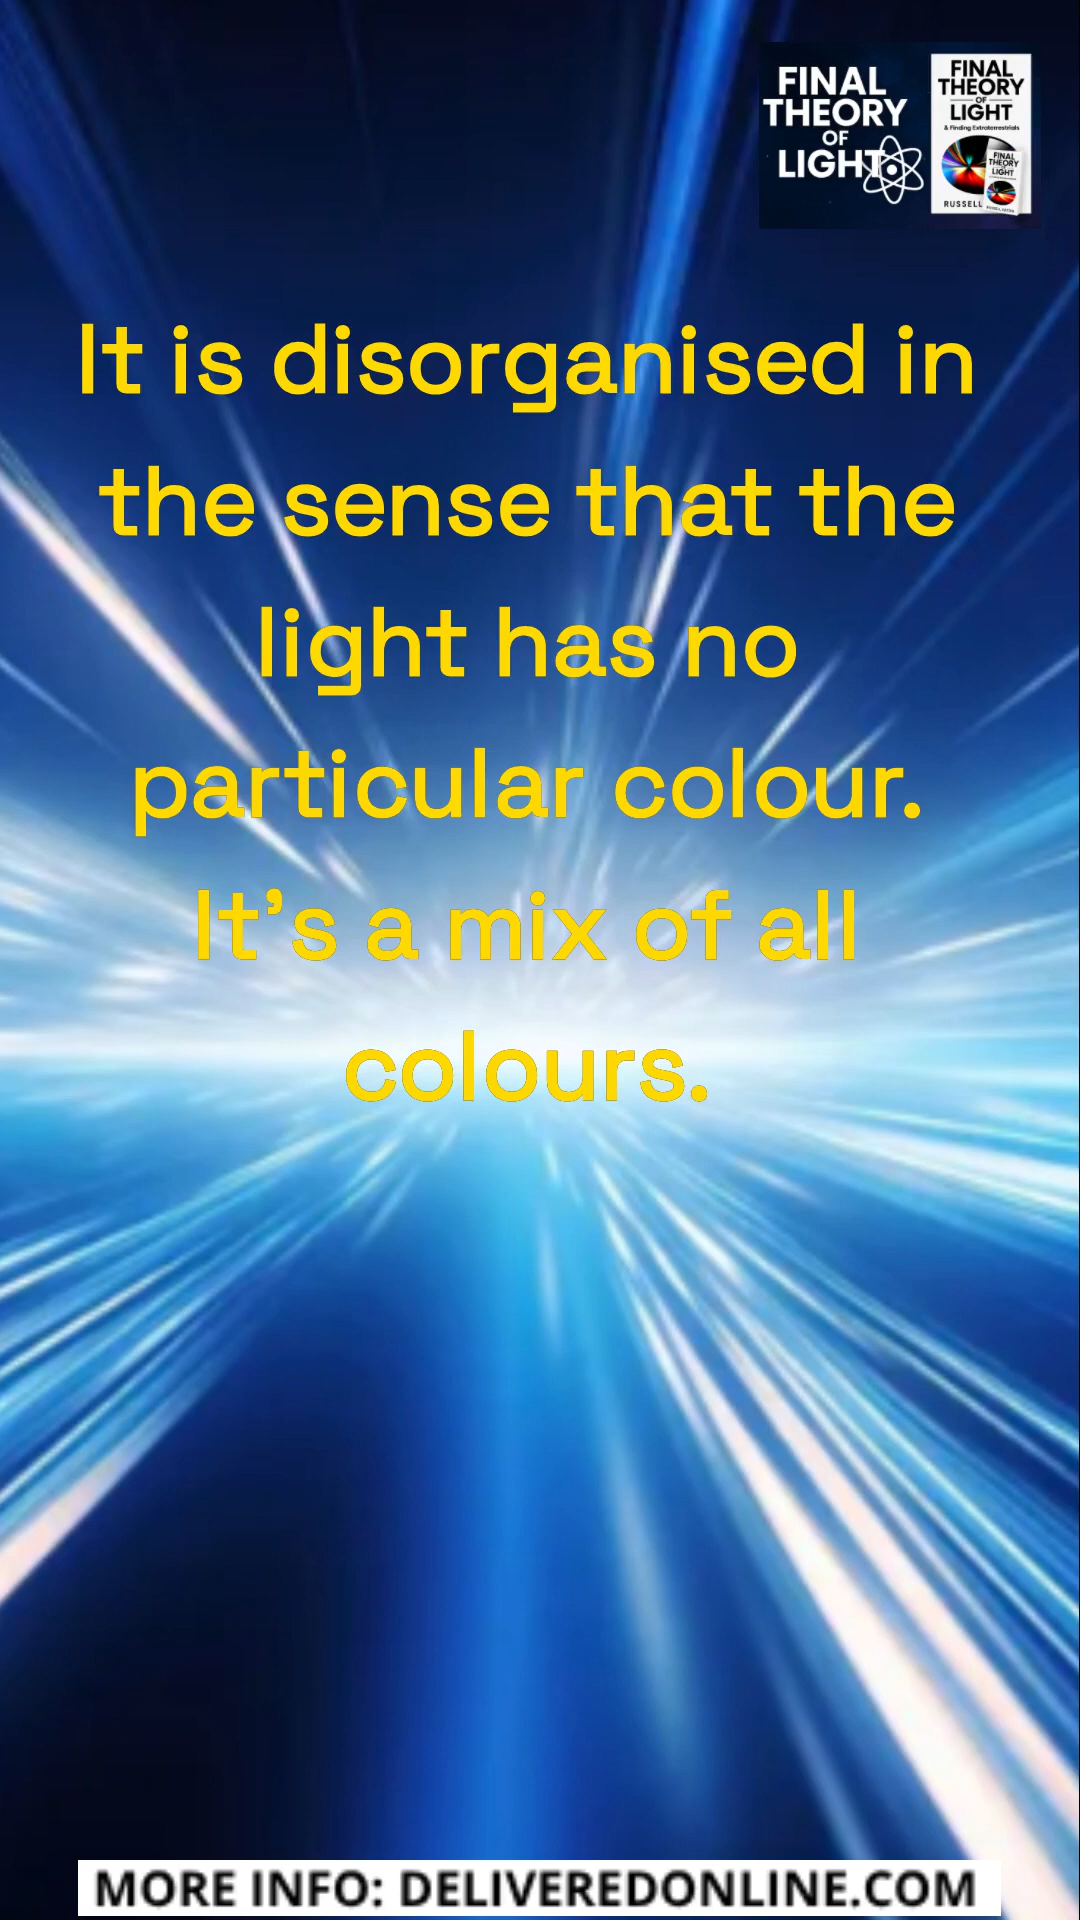 FINAL
THEORY
OF
LIGHT
FINAL
THEORY
OF
LIGHT
& Finding Extraterrestrials
FINAL
THEORY
LIGHT
RUSSELL
It is disorganised in
the sense that the
light has no
particular colour.
It's a mix of all
colours.
MORE INFO: DELIVEREDONLINE.COM